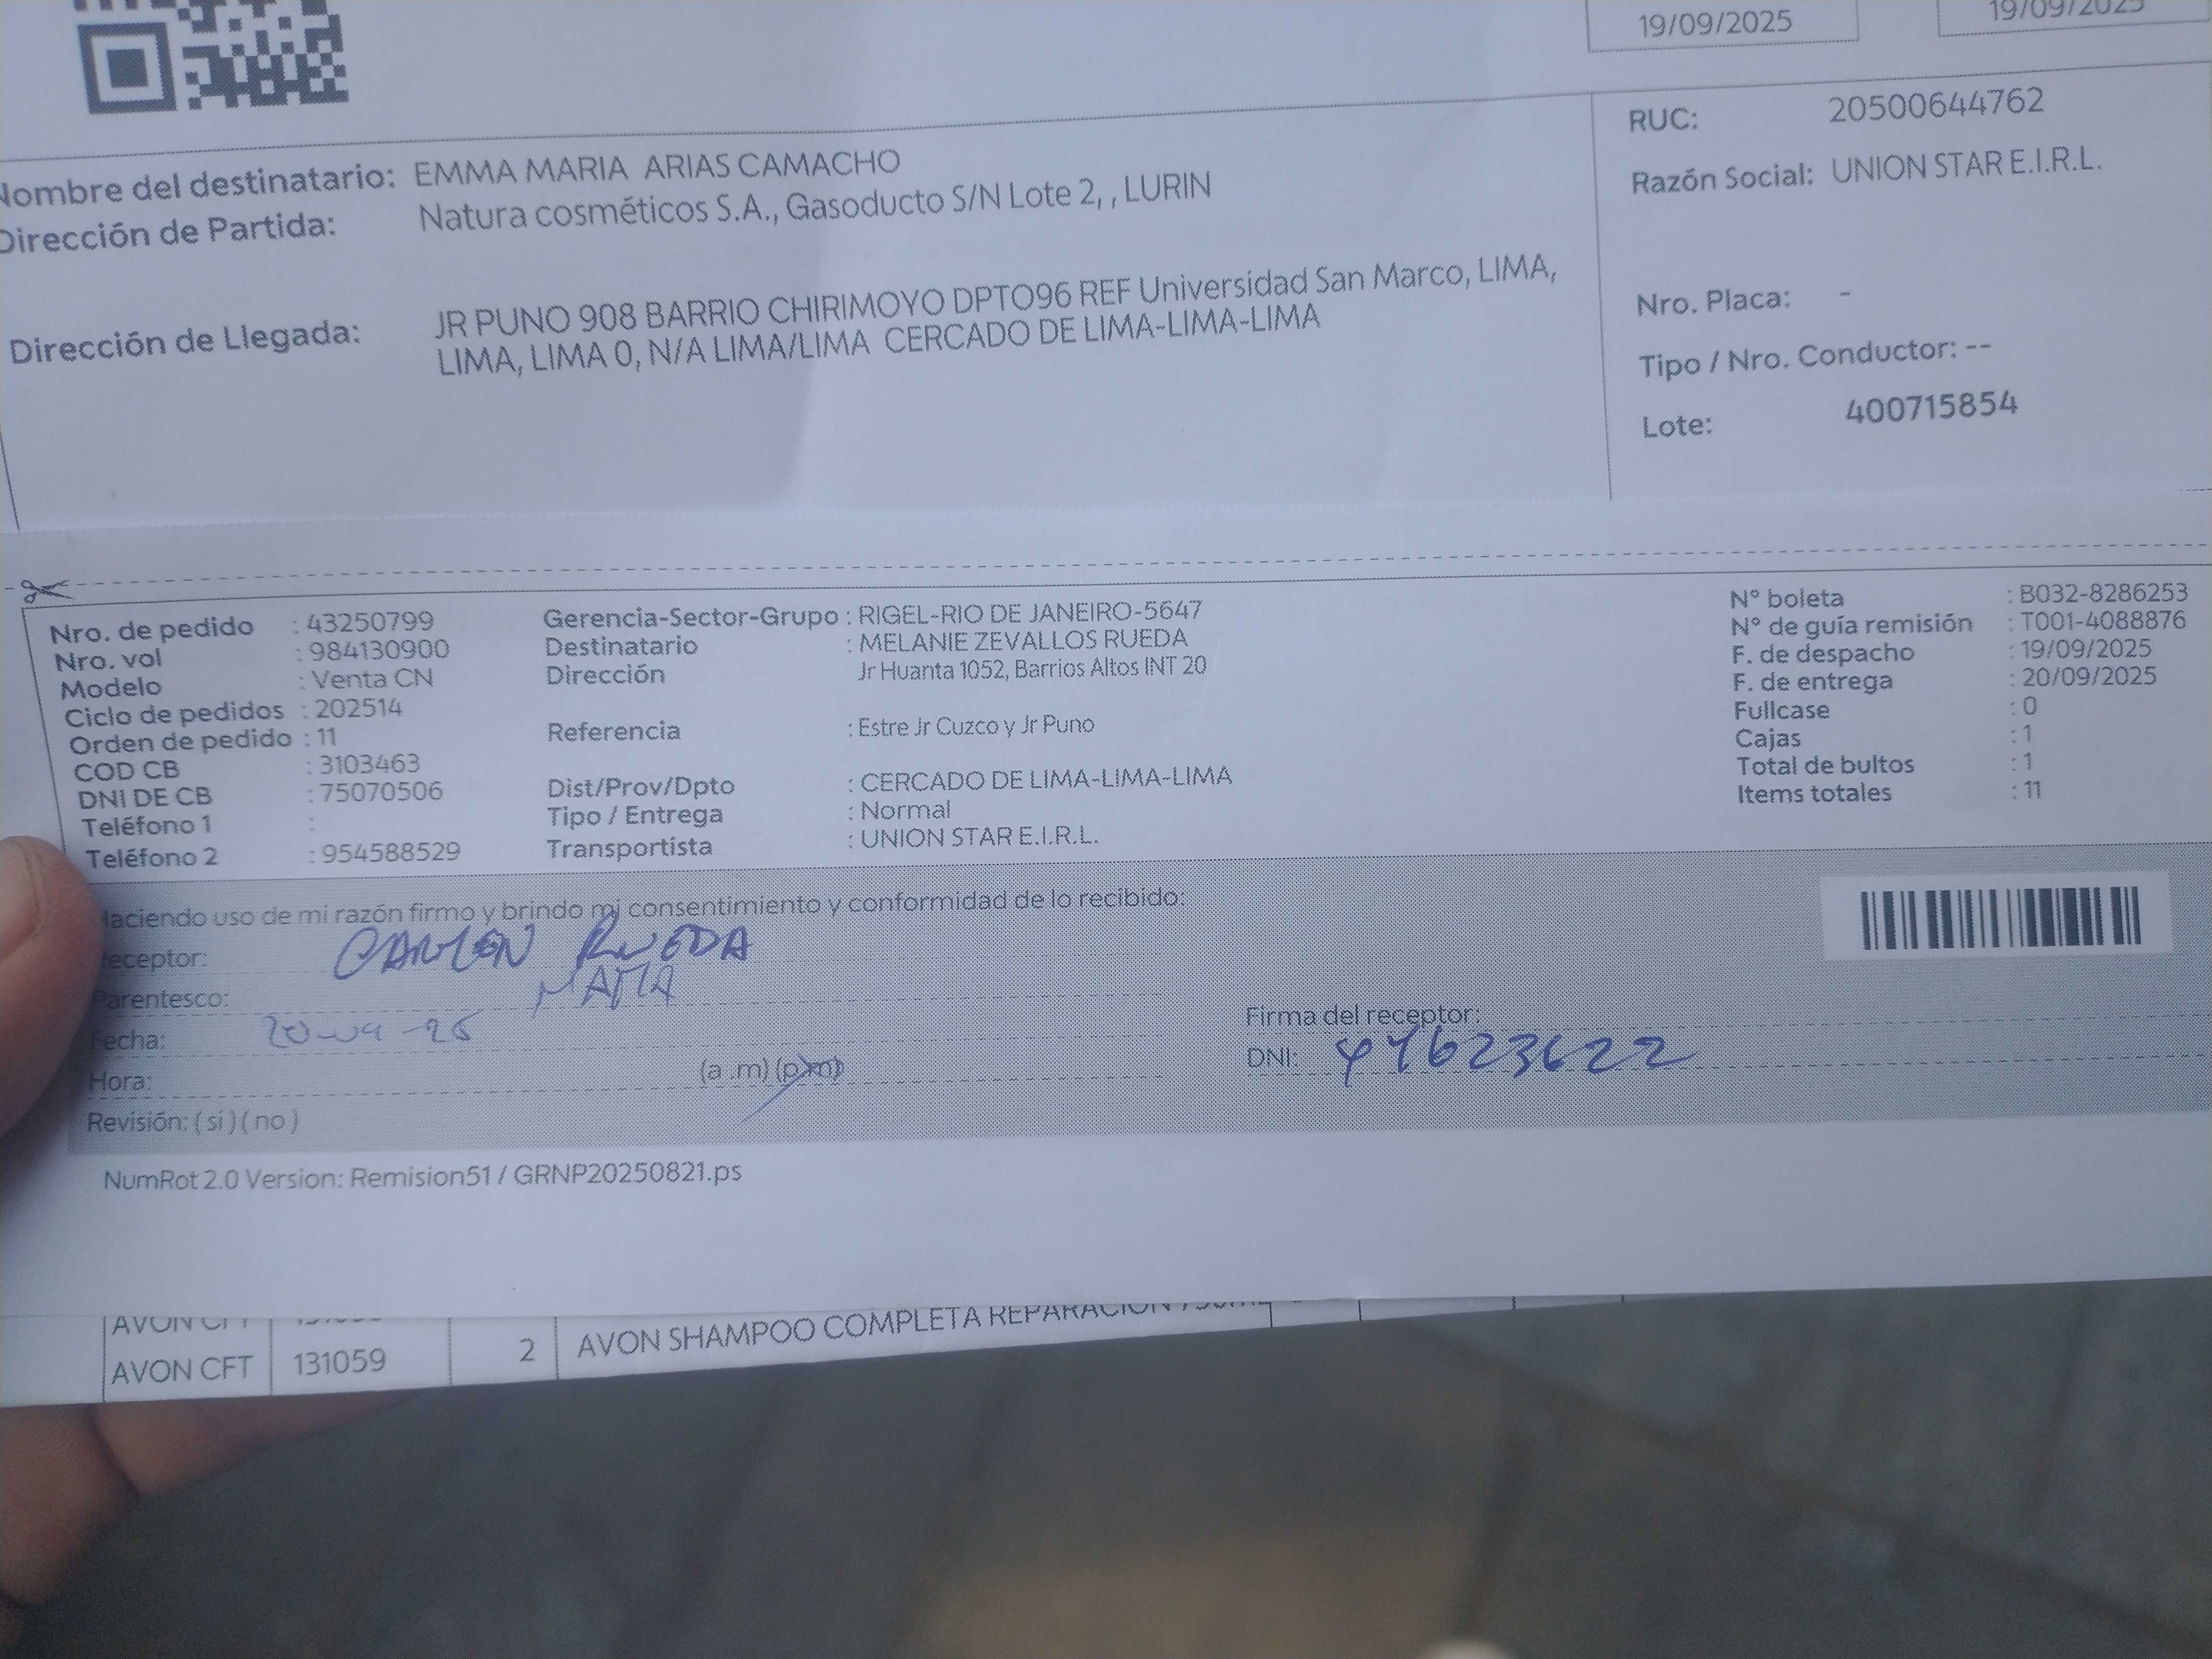 19/09/2025
19/09/2025
Nombre del destinatario: EMMA MARIA ARIAS CAMACHO
Dirección de Partida: Natura cosméticos S.A., Gasoducto S/N Lote 2, , LURIN
Dirección de Llegada: JR PUNO 908 BARRIO CHIRIMOYO DPTO96 REF Universidad San Marco, LIMA,
LIMA, LIMA 0, N/A LIMA/LIMA CERCADO DE LIMA-LIMA-LIMA
RUC: 20500644762
Razón Social: UNION STAR E.I.R.L.
Nro. Placa: -
Tipo / Nro. Conductor: --
Lote: 400715854
Nro. de pedido : 43250799
Nro. vol : 984130900
Modelo : Venta CN
Ciclo de pedidos : 202514
Orden de pedido : 11
COD CB : 3103463
DNI DE CB : 75070506
Teléfono 1 :
Teléfono 2 : 954588529
Gerencia-Sector-Grupo : RIGEL-RIO DE JANEIRO-5647
Destinatario : MELANIE ZEVALLOS RUEDA
Dirección Jr Huanta 1052, Barrios Altos INT 20
Referencia : Estre Jr Cuzco y Jr Puno
Dist/Prov/Dpto : CERCADO DE LIMA-LIMA-LIMA
Tipo / Entrega : Normal
Transportista : UNION STAR E.I.R.L.
N° boleta : B032-8286253
N° de guía remisión : T001-4088876
F. de despacho : 19/09/2025
F. de entrega : 20/09/2025
Fullcase : 0
Cajas : 1
Total de bultos : 1
Items totales : 11
Haciendo uso de mi razón firmo y brindo mi consentimiento y conformidad de lo recibido:
Receptor: CARMEN RUEDA
Parentesco: MAMA
Fecha: 20-09-25
Hora: (a .m) (p.m)
Revisión: ( si ) ( no )
Firma del receptor:
DNI: 41623622
NumRot 2.0 Version: Remision51 / GRNP20250821.ps
AVON CFT
AVON CFT 131059 2 AVON SHAMPOO COMPLETA REPARACION